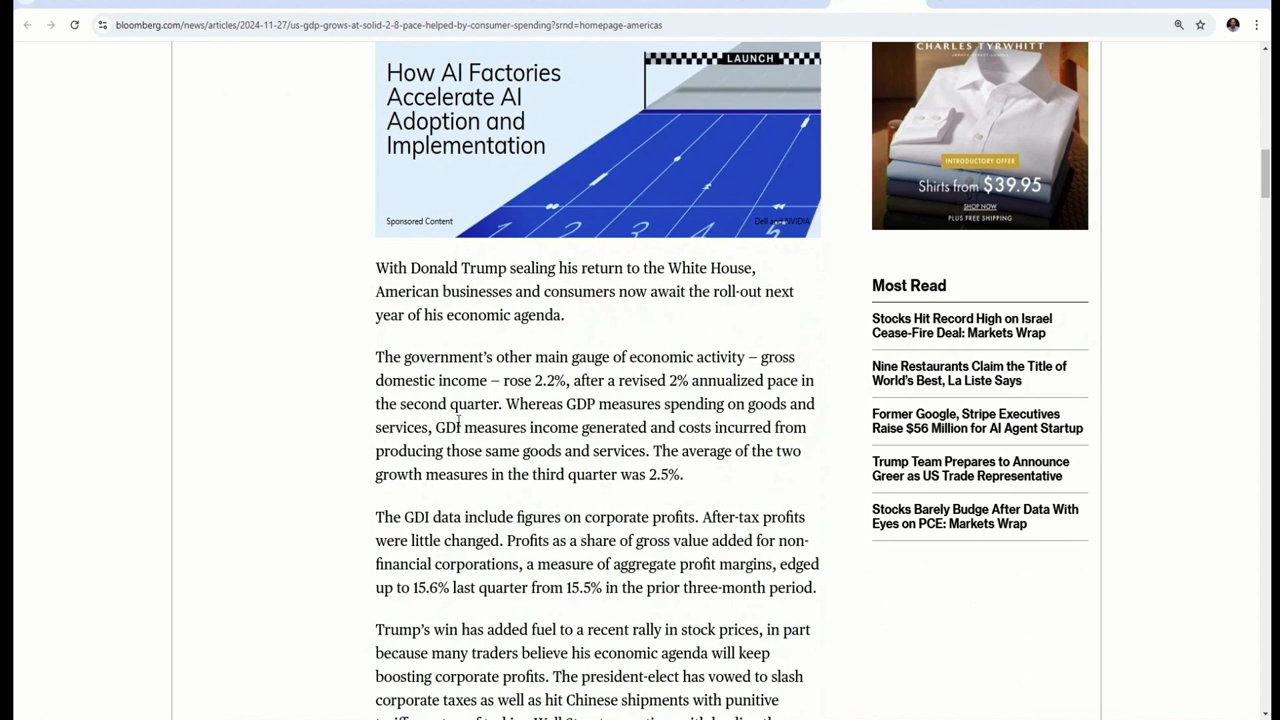 bloomberg.com/news/articles/2024-11-27/us-gdp-grows-at-solid-2-8-pace-helped-by-consumer-spending?srnd=homepage-americas
How AI Factories
Accelerate AI
Adoption and
Implementation
LAUNCH
1 2 3 4 5
Sponsored Content
Dell and NVIDIA
With Donald Trump sealing his return to the White House,
American businesses and consumers now await the roll-out next
year of his economic agenda.
The government’s other main gauge of economic activity – gross
domestic income – rose 2.2%, after a revised 2% annualized pace in
the second quarter. Whereas GDP measures spending on goods and
services, GDI measures income generated and costs incurred from
producing those same goods and services. The average of the two
growth measures in the third quarter was 2.5%.
The GDI data include figures on corporate profits. After-tax profits
were little changed. Profits as a share of gross value added for non-
financial corporations, a measure of aggregate profit margins, edged
up to 15.6% last quarter from 15.5% in the prior three-month period.
Trump’s win has added fuel to a recent rally in stock prices, in part
because many traders believe his economic agenda will keep
boosting corporate profits. The president-elect has vowed to slash
corporate taxes as well as hit Chinese shipments with punitive
CHARLES TYRWHITT
INTRODUCTORY OFFER
Shirts from $39.95
SHOP NOW
PLUS FREE SHIPPING
Most Read
Stocks Hit Record High on Israel
Cease-Fire Deal: Markets Wrap
Nine Restaurants Claim the Title of
World’s Best, La Liste Says
Former Google, Stripe Executives
Raise $56 Million for AI Agent Startup
Trump Team Prepares to Announce
Greer as US Trade Representative
Stocks Barely Budge After Data With
Eyes on PCE: Markets Wrap